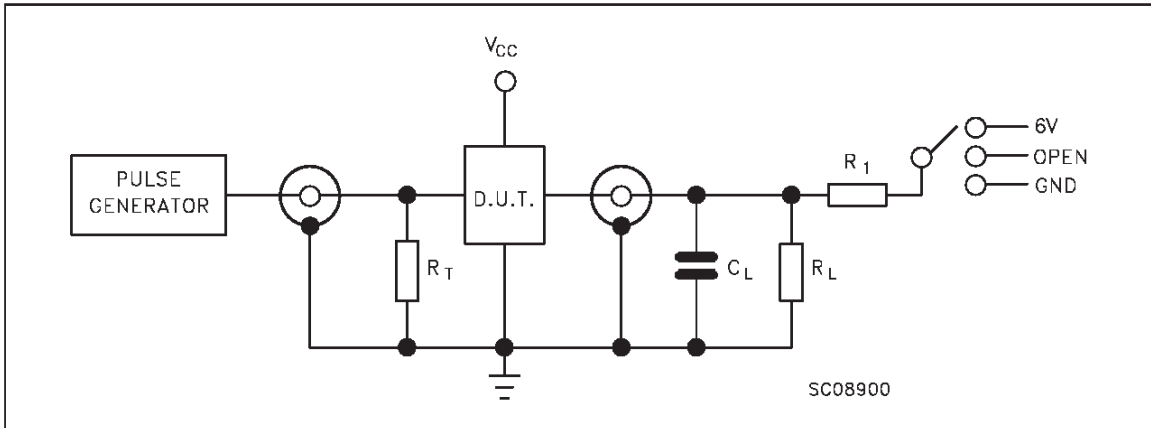 VCC
PULSE
GENERATOR
D.U.T.
RT
CL
RL
R1
6V
OPEN
GND
SC08900